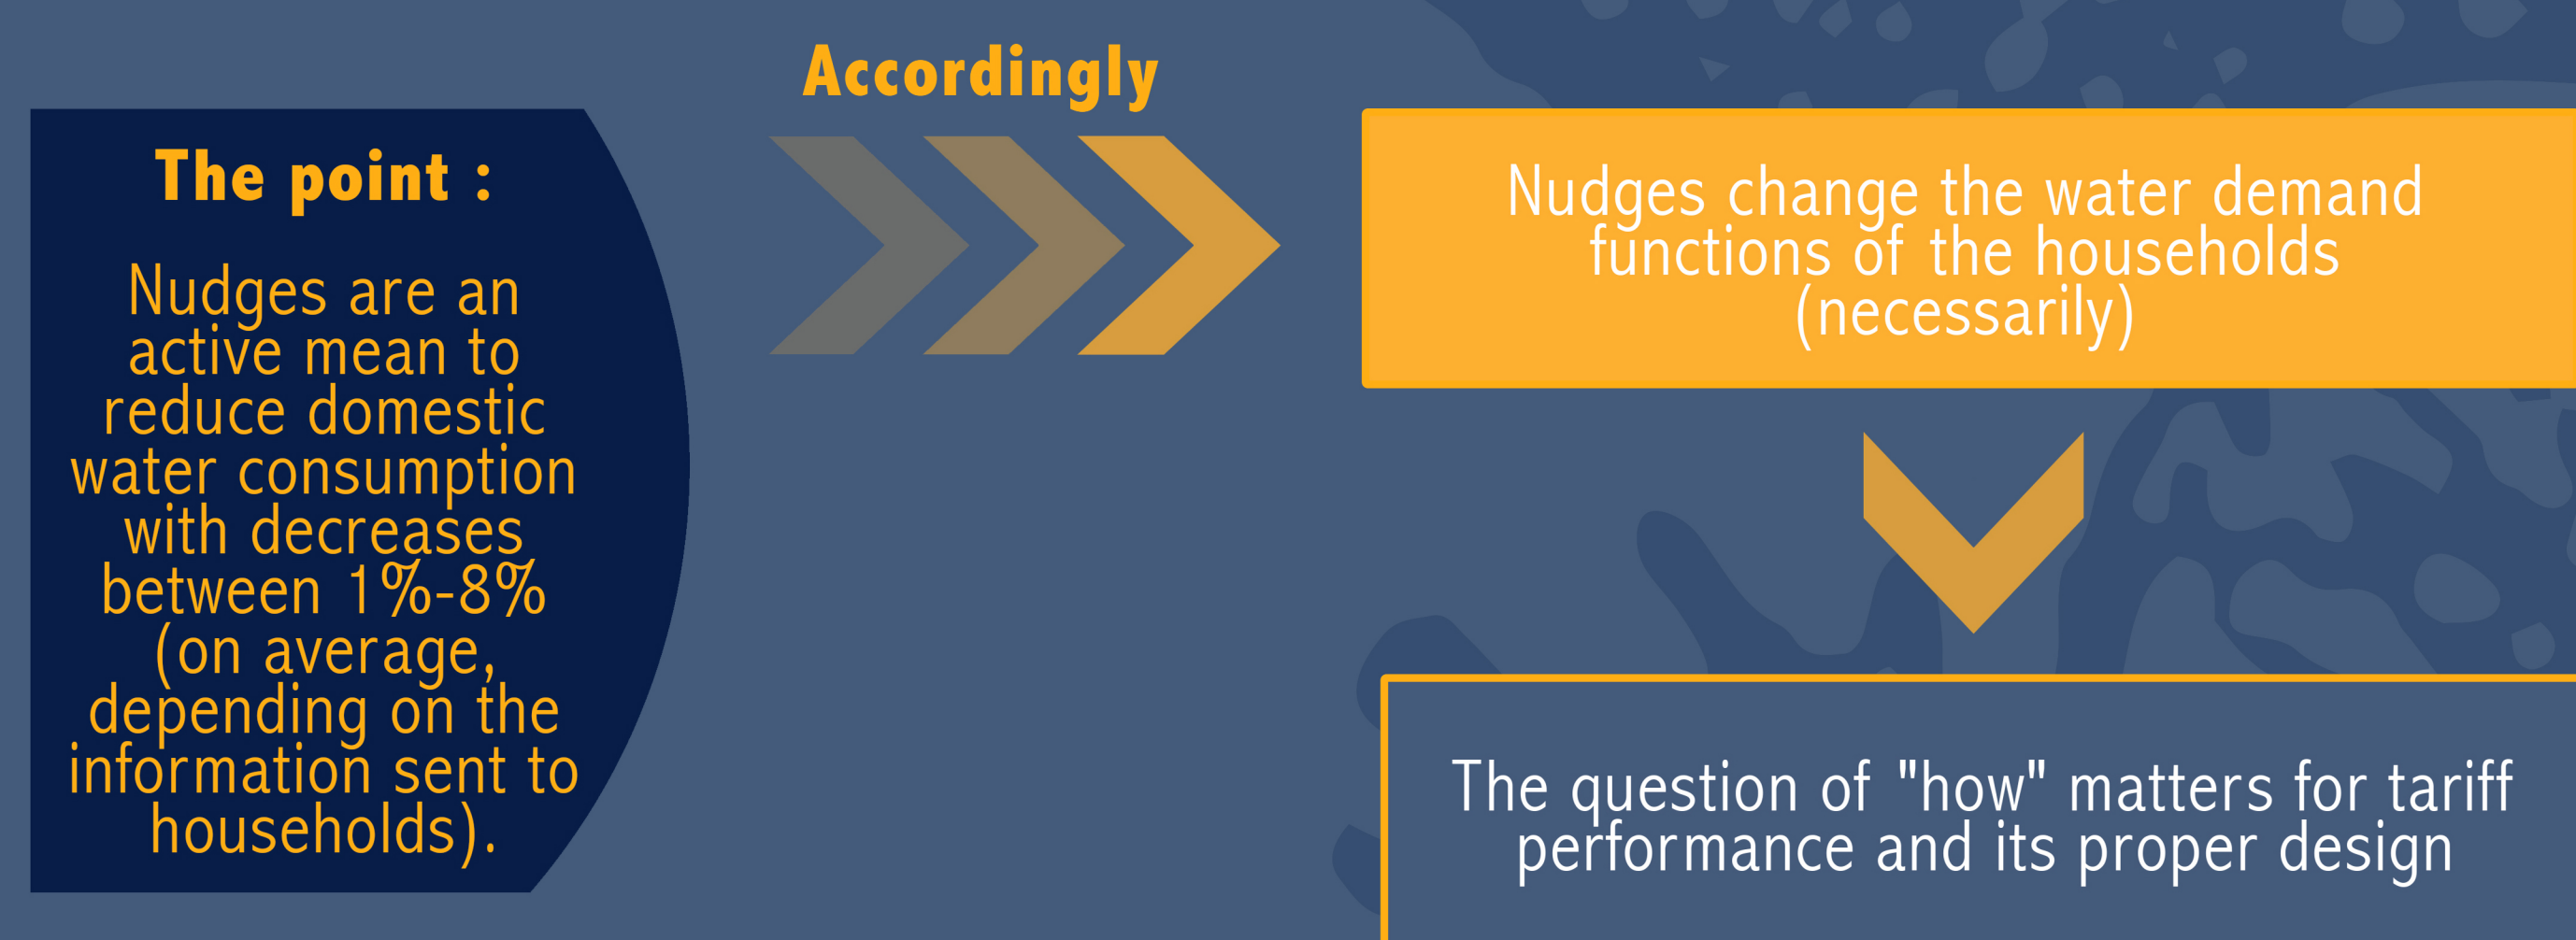 The point :
Nudges are an
active mean to
reduce domestic
water consumption
with decreases
between 1%-8%
(on average,
depending on the
information sent to
households).
Accordingly
Nudges change the water demand
functions of the households
(necessarily)
The question of "how" matters for tariff
performance and its proper design